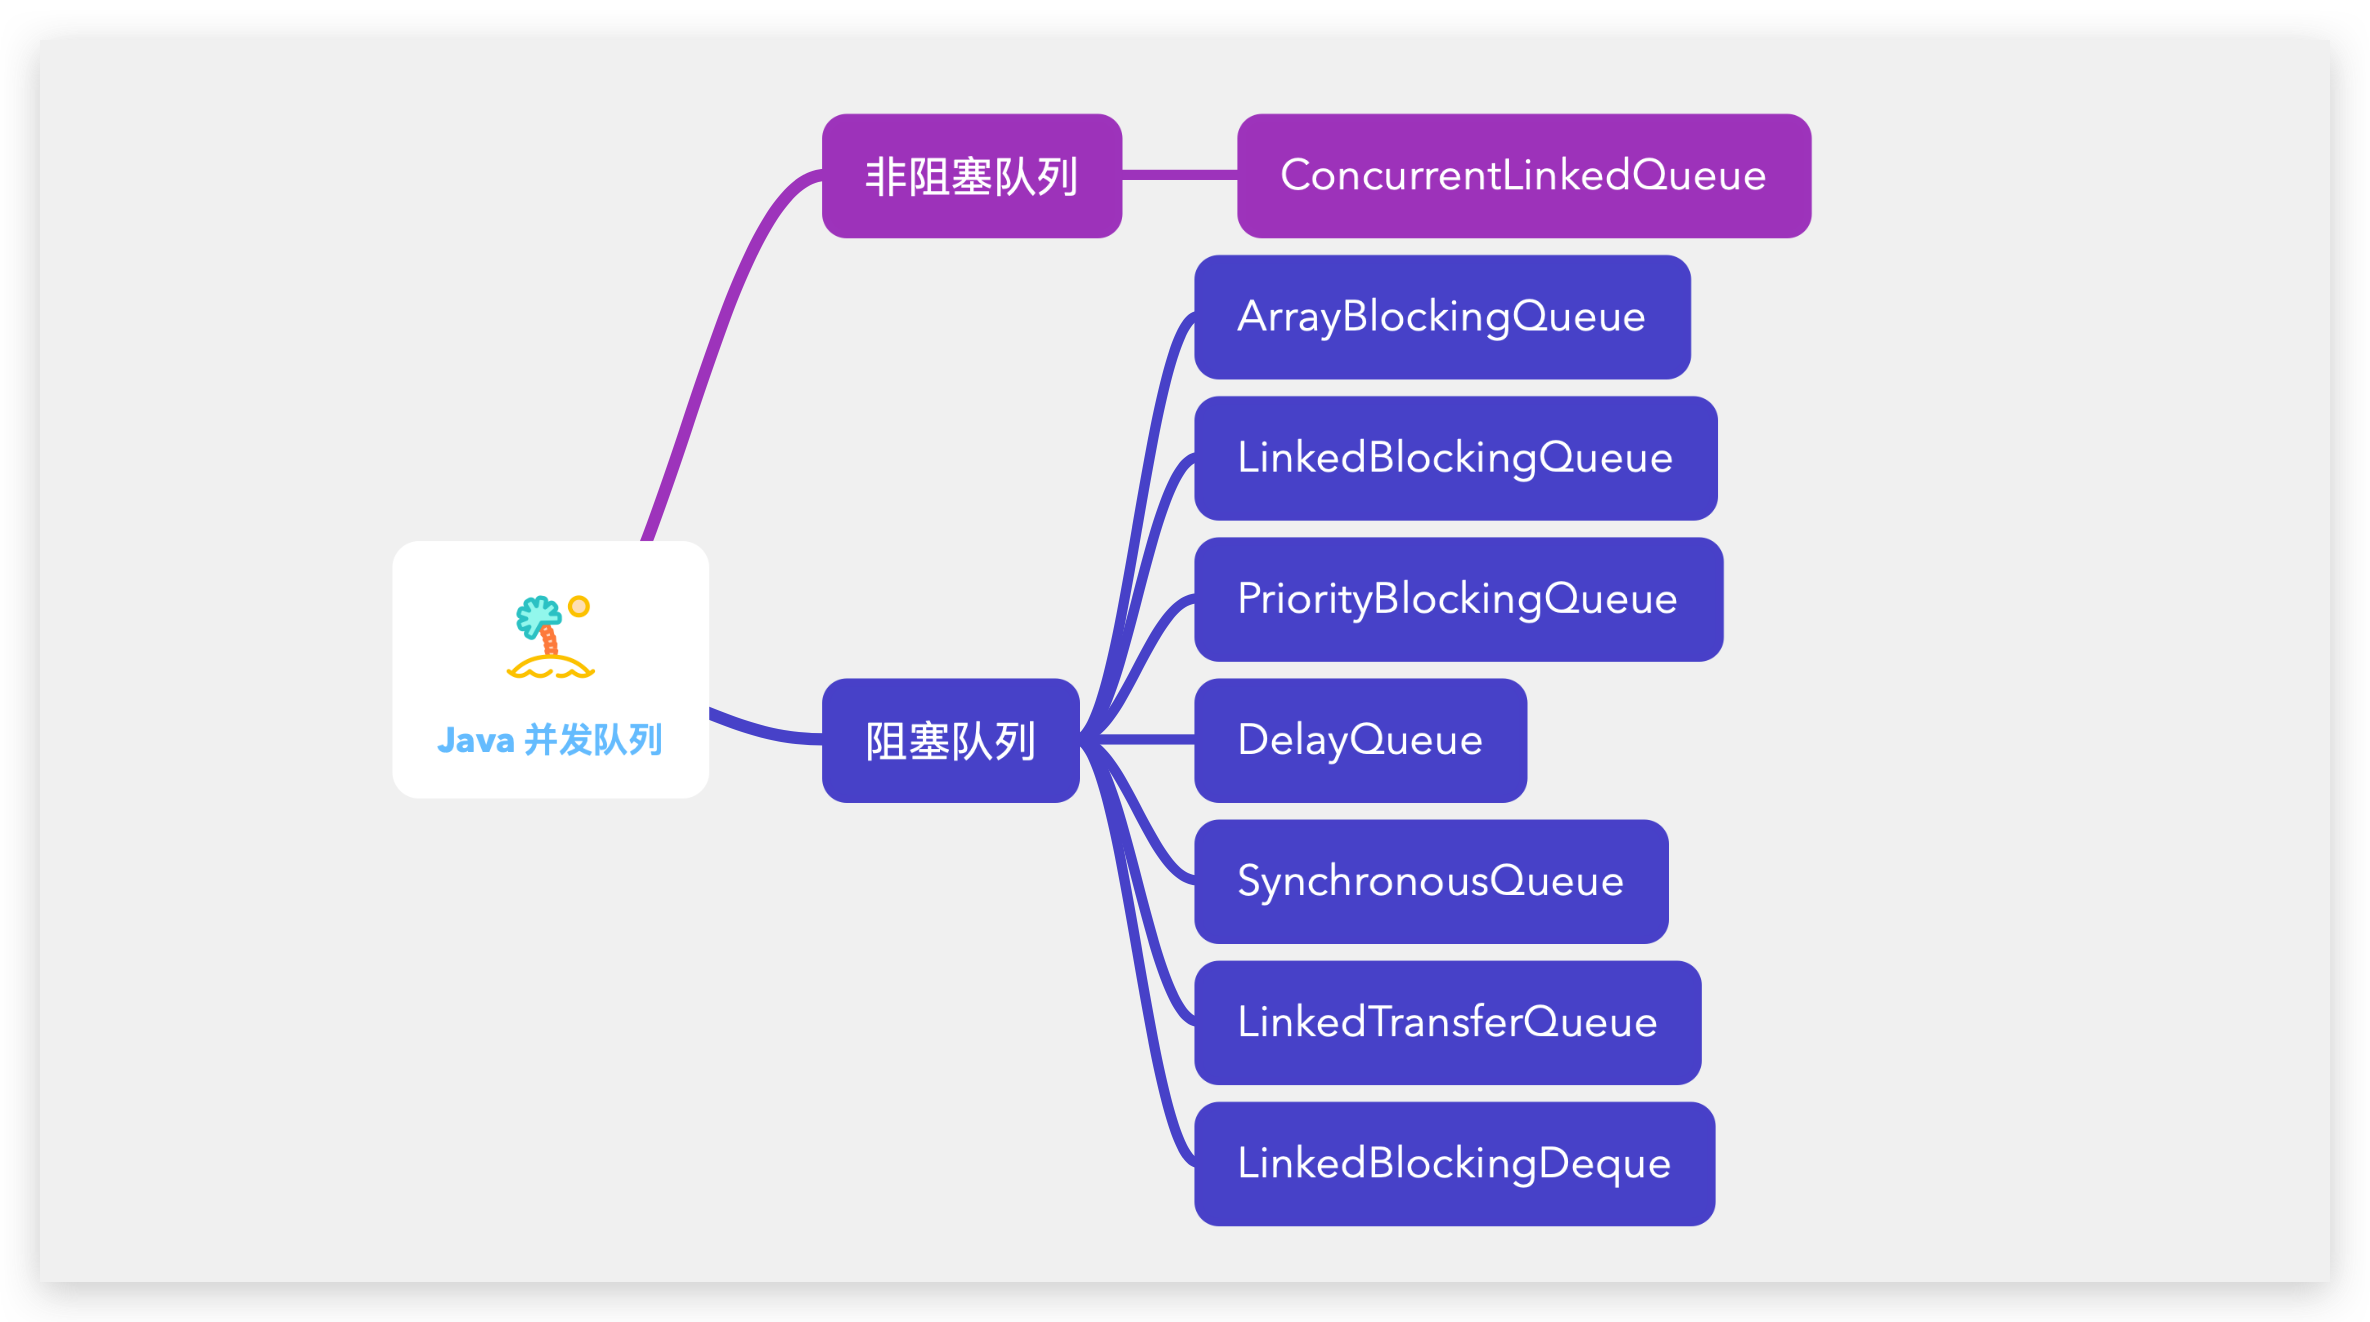 Java 并发队列
非阻塞队列
ConcurrentLinkedQueue
阻塞队列
ArrayBlockingQueue
LinkedBlockingQueue
PriorityBlockingQueue
DelayQueue
SynchronousQueue
LinkedTransferQueue
LinkedBlockingDeque